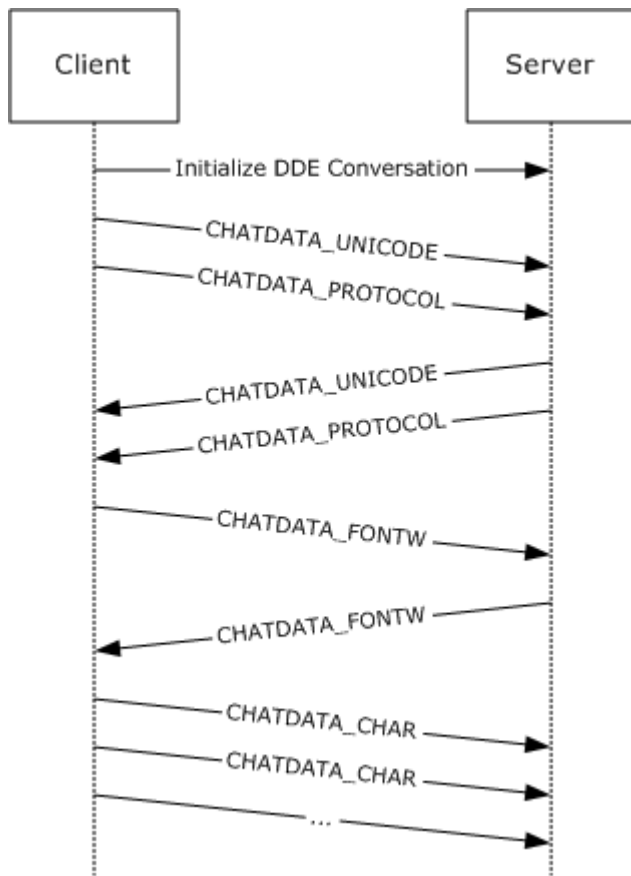 Client
Server
Initialize DDE Conversation
CHATDATA_UNICODE
CHATDATA_PROTOCOL
CHATDATA_UNICODE
CHATDATA_PROTOCOL
CHATDATA_FONTW
CHATDATA_FONTW
CHATDATA_CHAR
CHATDATA_CHAR
...